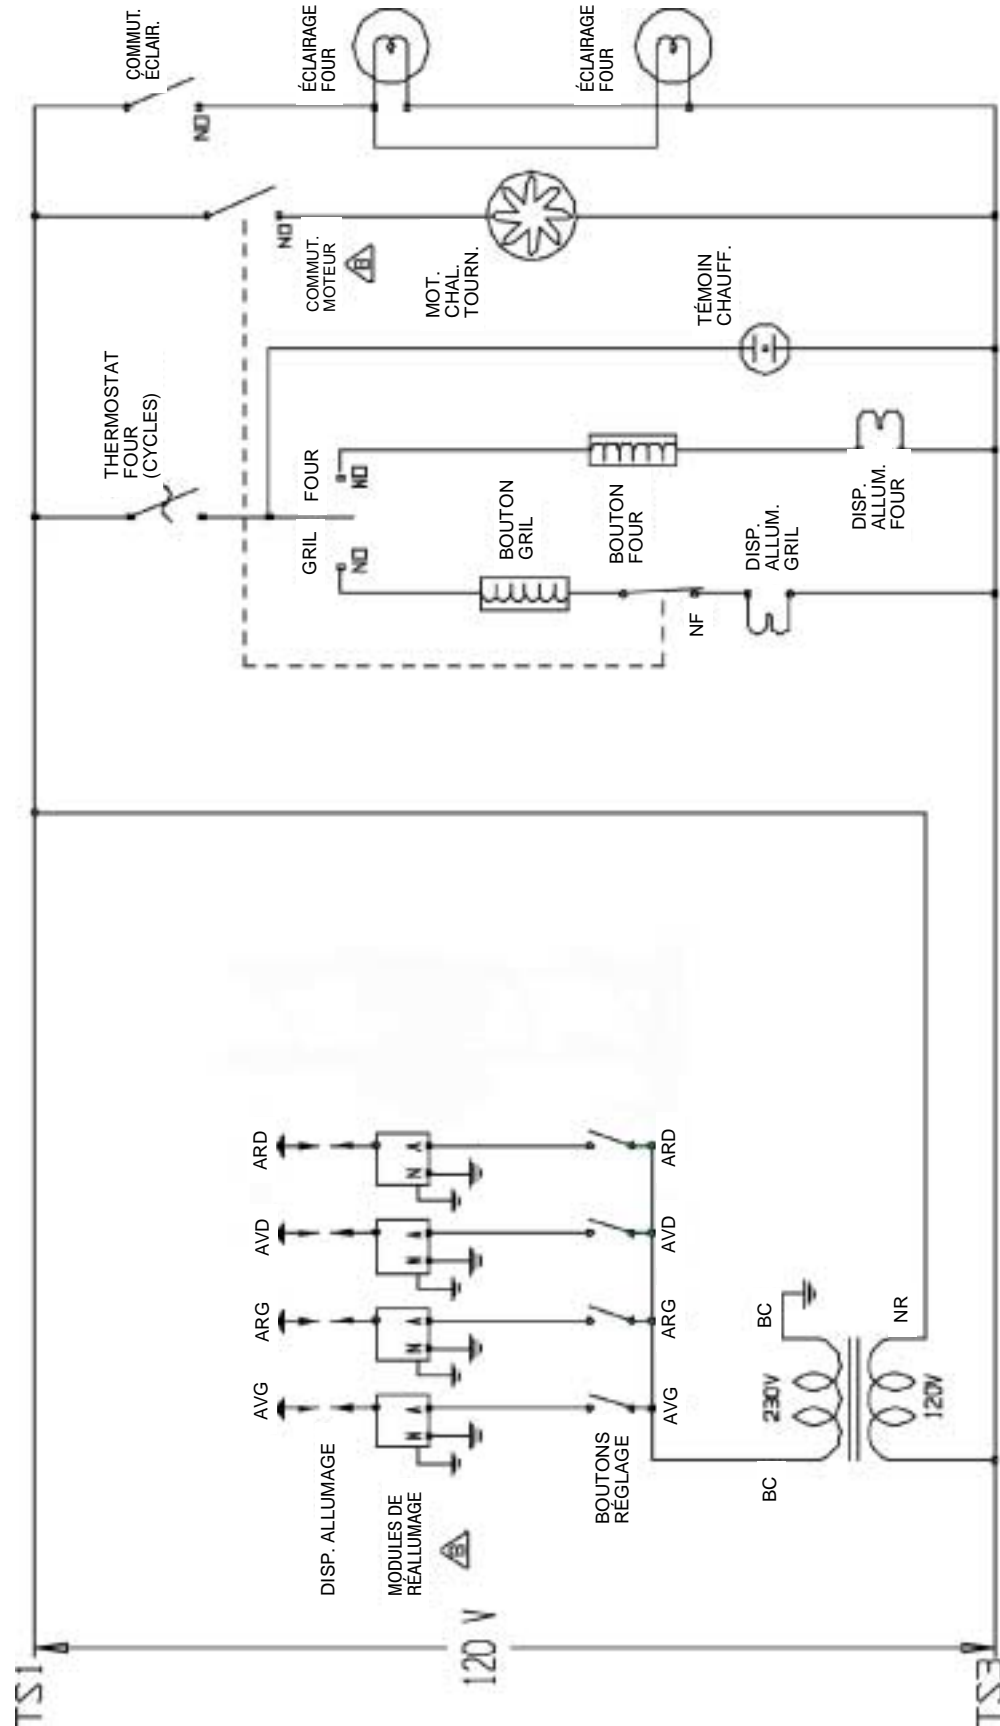 TS1
120 V
TS3
DISP. ALLUMAGE
MODULES DE
RÉALLUMAGE
B
BOUTONS
RÉGLAGE
AVG
ARG
AVD
ARD
N A
N A
N A
N A
AVG
ARG
AVD
ARD
BC
BC
230V
120V
NR
THERMOSTAT
FOUR
(CYCLES)
GRIL
FOUR
NO
NO
BOUTON
GRIL
BOUTON
FOUR
NF
DISP.
ALLUM.
GRIL
DISP.
ALLUM.
FOUR
NO
COMMUT.
MOTEUR
B
MOT.
CHAL.
TOURN.
TÉMOIN
CHAUFF.
COMMUT.
ÉCLAIR.
NO
ÉCLAIRAGE
FOUR
ÉCLAIRAGE
FOUR